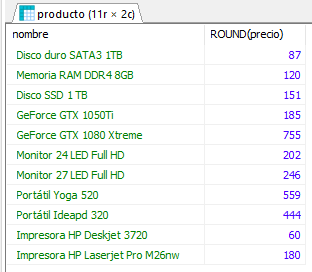 producto (11r × 2c)
nombre ROUND(precio)
Disco duro SATA3 1TB 87
Memoria RAM DDR4 8GB 120
Disco SSD 1 TB 151
GeForce GTX 1050Ti 185
GeForce GTX 1080 Xtreme 755
Monitor 24 LED Full HD 202
Monitor 27 LED Full HD 246
Portátil Yoga 520 559
Portátil Ideapd 320 444
Impresora HP Deskjet 3720 60
Impresora HP Laserjet Pro M26nw 180